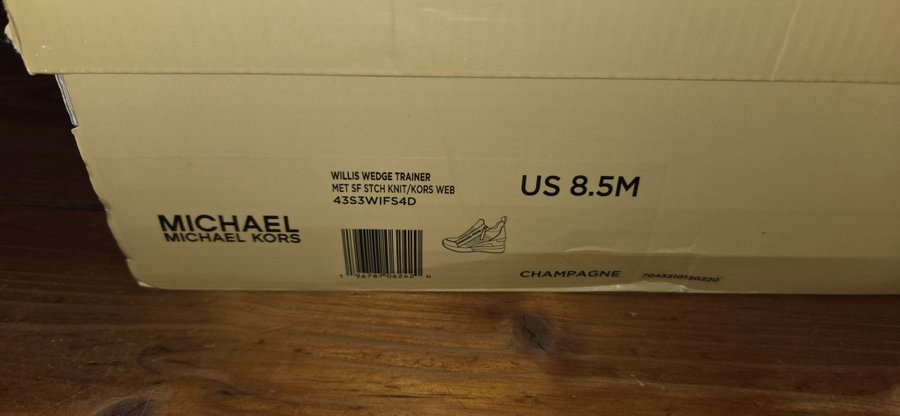 WILLIS WEDGE TRAINER
MET SF STCH KNIT/KORS WEB
43S3WIFS4D
US 8.5M
MICHAEL
MICHAEL KORS
CHAMPAGNE